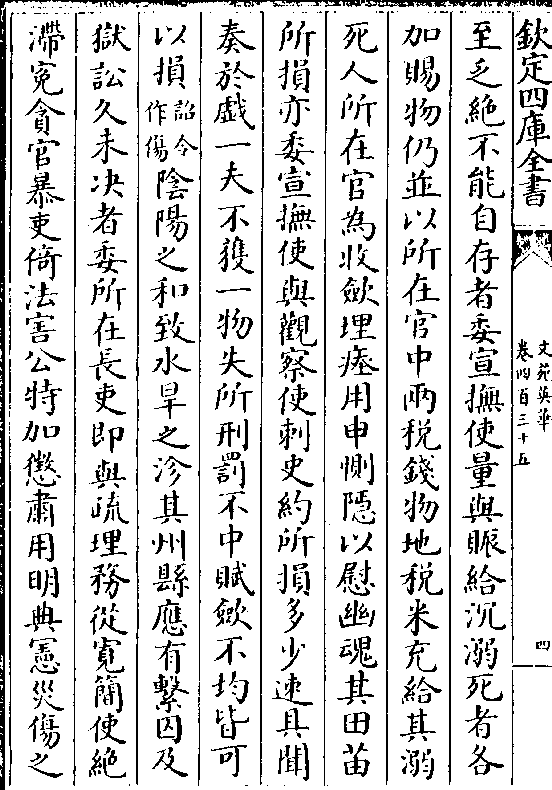 欽定四庫全書
文苑英華
卷四百三十五
四
至乏絶不能自存者委宣撫使量與賑給沉溺死者各
加賜物仍並以所在官中兩税錢物地税米充給其溺
死人所在官為收斂埋瘞用申惻隠以慰幽魂其田苗
所損亦委宣撫使與觀察使刺史約所損多少速具聞
奏於戯一夫不獲一物失所刑罰不中賦斂不均皆可
以損詔令作傷陰陽之和致水旱之沴其州縣應有繫囚及
獄訟久未决者委所在長吏即與疏理務從寛簡使絶
滯寃貪官暴吏倚法害公特加懲肅用明典憲災傷之